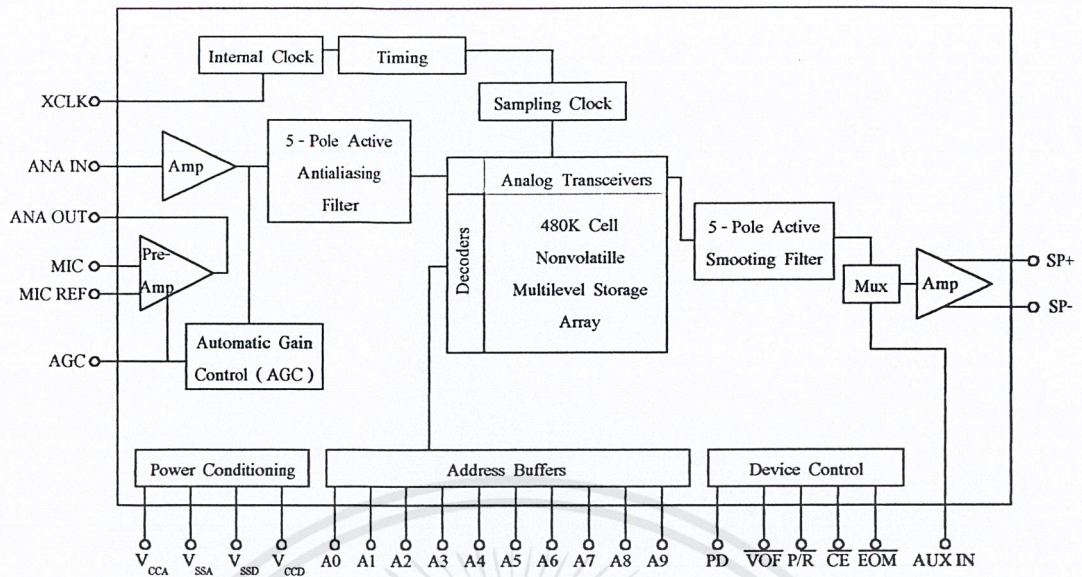 Internal Clock
Timing
XCLK
Sampling Clock
ANA IN
Amp
5 - Pole Active
Antialiasing
Filter
Analog Transceivers
Decoders
480K Cell
Nonvolatille
Multilevel Storage
Array
ANA OUT
MIC
MIC REF
Pre-
Amp
AGC
Automatic Gain
Control ( AGC )
5 - Pole Active
Smooting Filter
Mux
Amp
SP+
SP-
Power Conditioning
Address Buffers
Device Control
VCCA VSSA VSSD VCCD A0 A1 A2 A3 A4 A5 A6 A7 A8 A9 PD V̅O̅F̅ P/R̅ C̅E̅ E̅O̅M̅ AUX IN